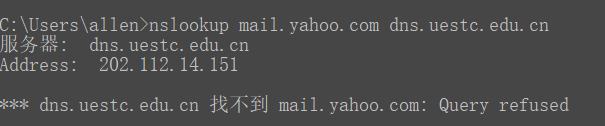 C:\Users\allen>nslookup mail.yahoo.com dns.uestc.edu.cn
服务器:  dns.uestc.edu.cn
Address:  202.112.14.151
*** dns.uestc.edu.cn 找不到 mail.yahoo.com: Query refused